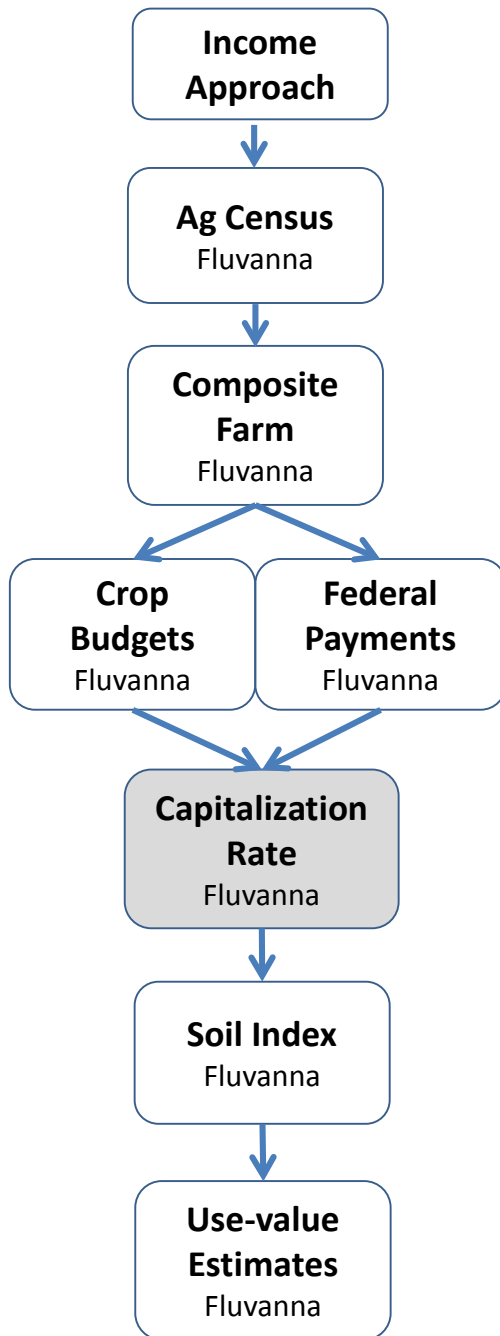 Income
Approach
Ag Census
Fluvanna
Composite
Farm
Fluvanna
Crop
Budgets
Fluvanna
Federal
Payments
Fluvanna
Capitalization
Rate
Fluvanna
Soil Index
Fluvanna
Use-value
Estimates
Fluvanna